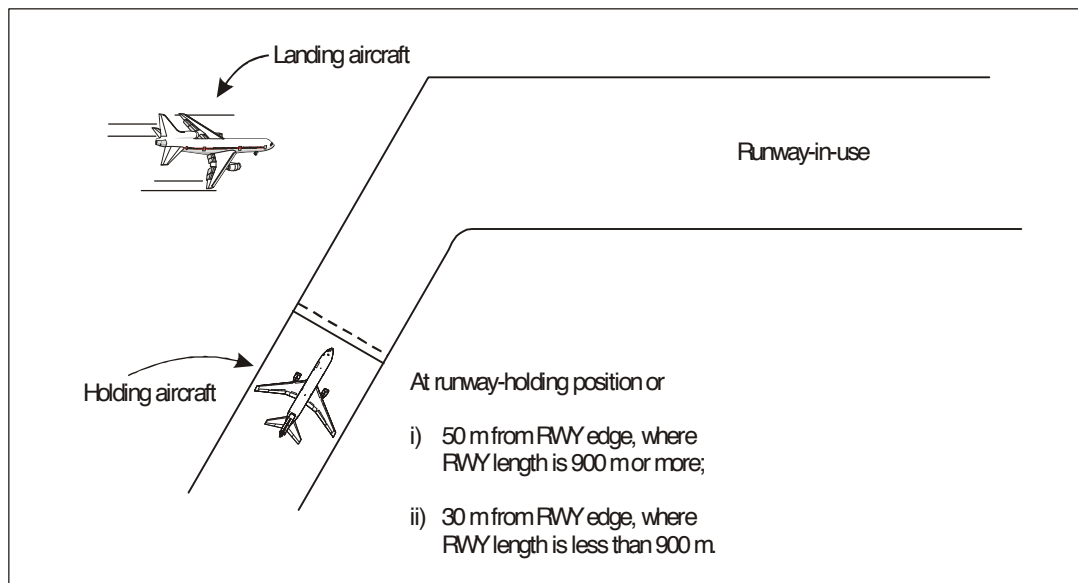 Landing aircraft
Runway-in-use
Holding aircraft
At runway-holding position or
i) 50 m from RWY edge, where
RWY length is 900 m or more;
ii) 30 m from RWY edge, where
RWY length is less than 900 m.